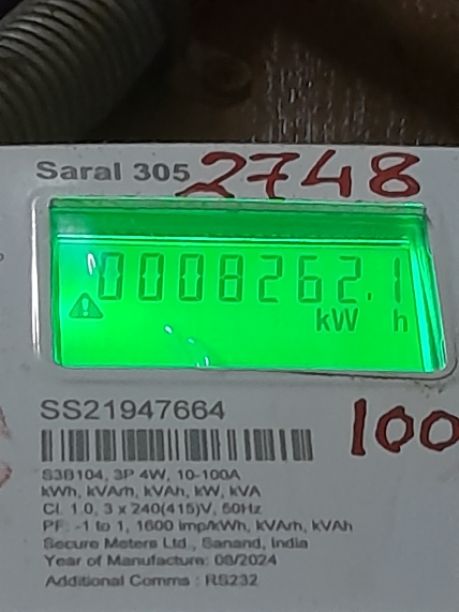 Saral 305 2748
0008262.1
kW h
SS21947664
100
S3B104, 3P 4W, 10-100A
kWh, kVArh, kVAh, kW, kVA
Cl. 1.0, 3 x 240(415)V, 50Hz
PF: -1 to 1, 1600 imp/kWh, kVArh, kVAh
Secure Meters Ltd., Sanand, India
Year of Manufacture: 08/2024
Additional Comms : RS232